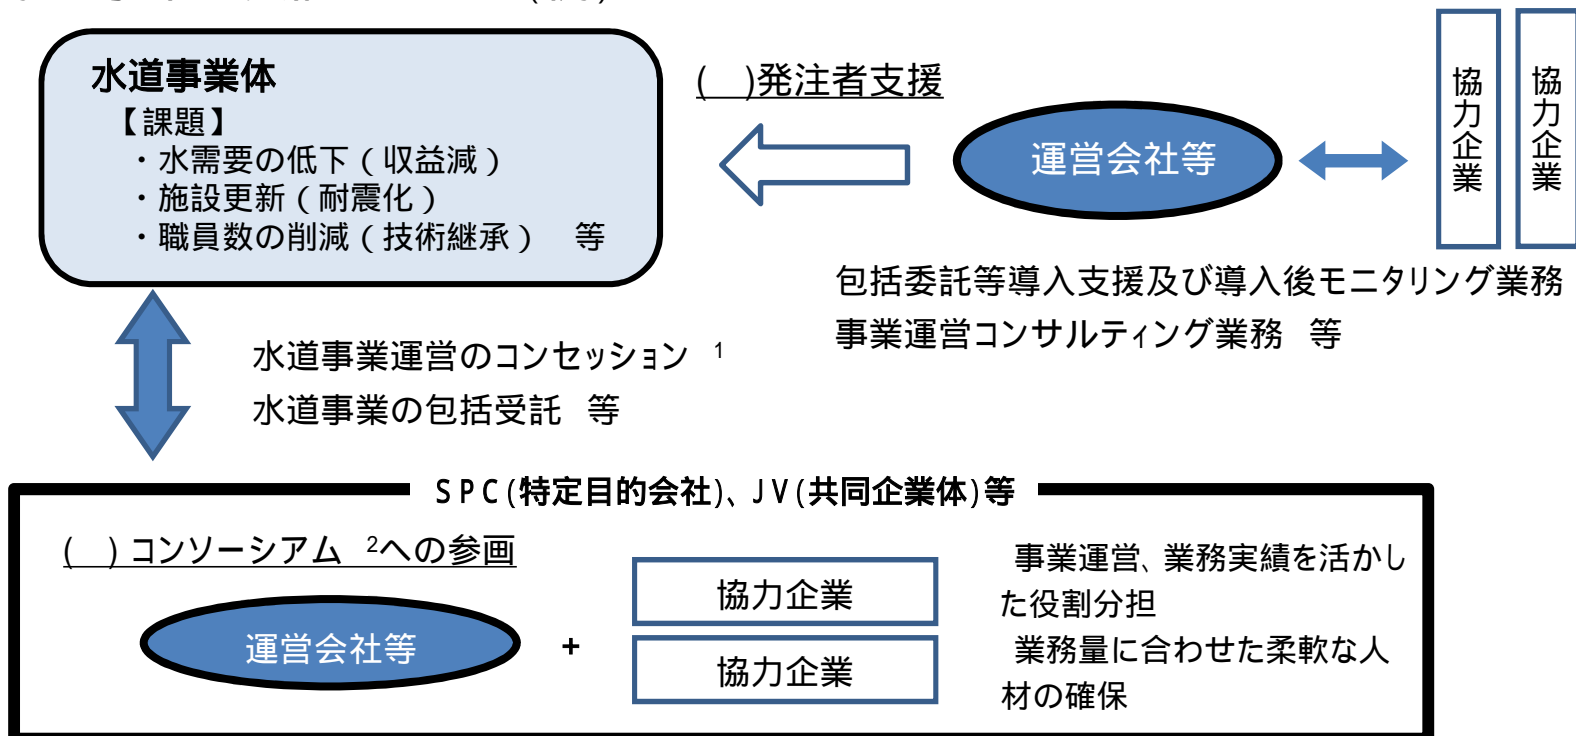 水道事業体
【課題】
・水需要の低下（収益減）
・施設更新（耐震化）
・職員数の削減（技術継承）　等
(　)発注者支援
運営会社等
協力企業
協力企業
包括委託等導入支援及び導入後モニタリング業務
事業運営コンサルティング業務　等
水道事業運営のコンセッション 1
水道事業の包括受託　等
SPC(特定目的会社)、JV(共同企業体)等
(　)コンソーシアム 2への参画
運営会社等
+
協力企業
協力企業
事業運営、業務実績を活かし
た役割分担
業務量に合わせた柔軟な人
材の確保